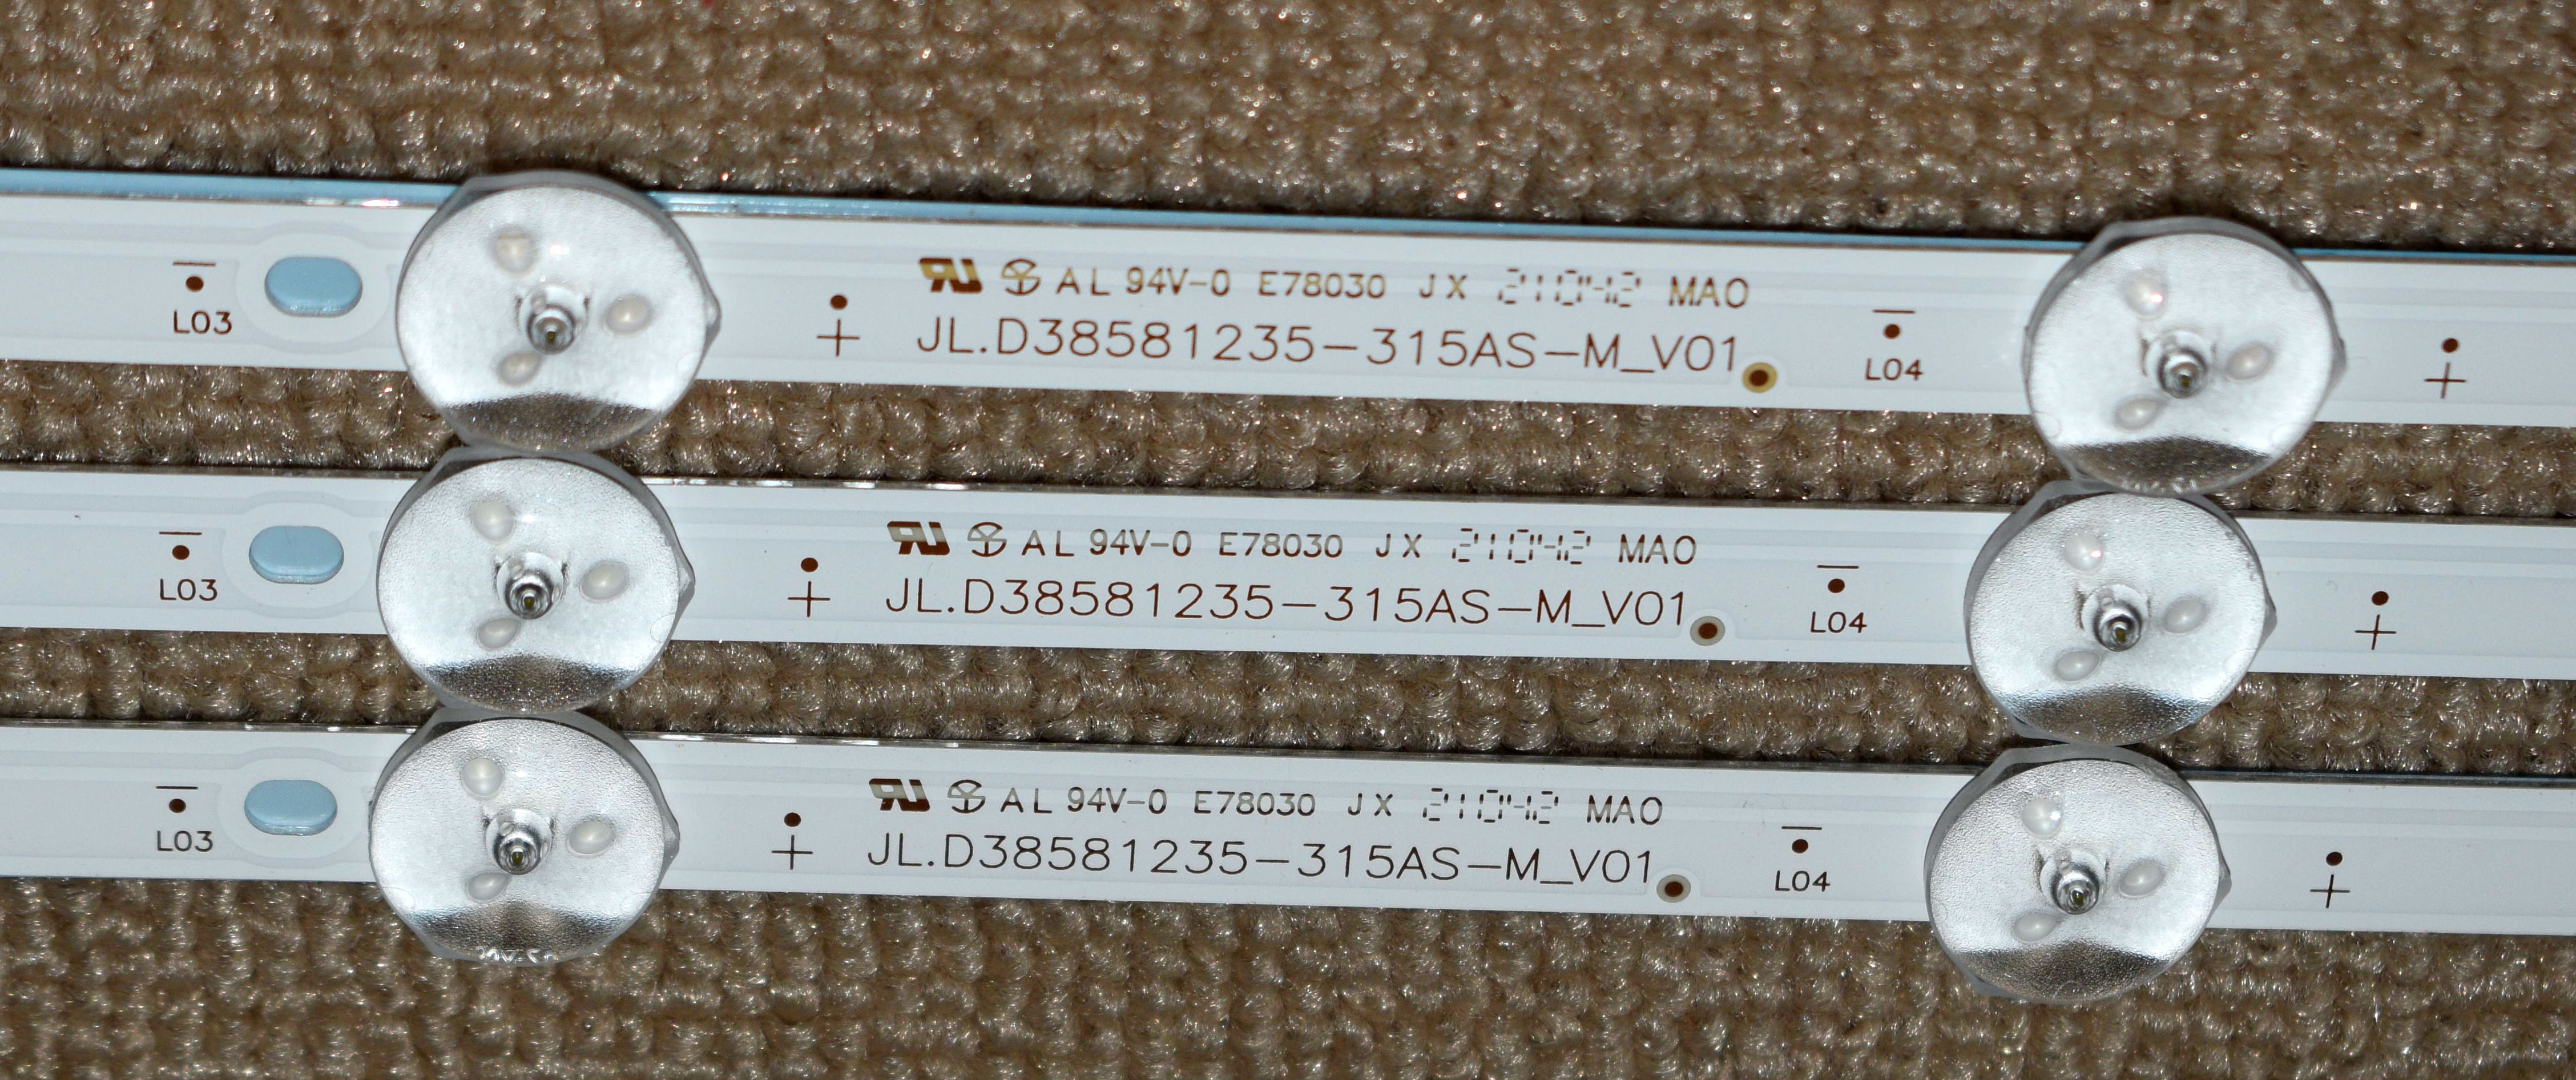 L03
AL 94V-0 E78030 JX 21042 MAO
+ JL.D38581235-315AS-M_V01
L04
+
L03
AL 94V-0 E78030 JX 21042 MAO
+ JL.D38581235-315AS-M_V01
L04
+
L03
AL 94V-0 E78030 JX 21042 MAO
+ JL.D38581235-315AS-M_V01
L04
+